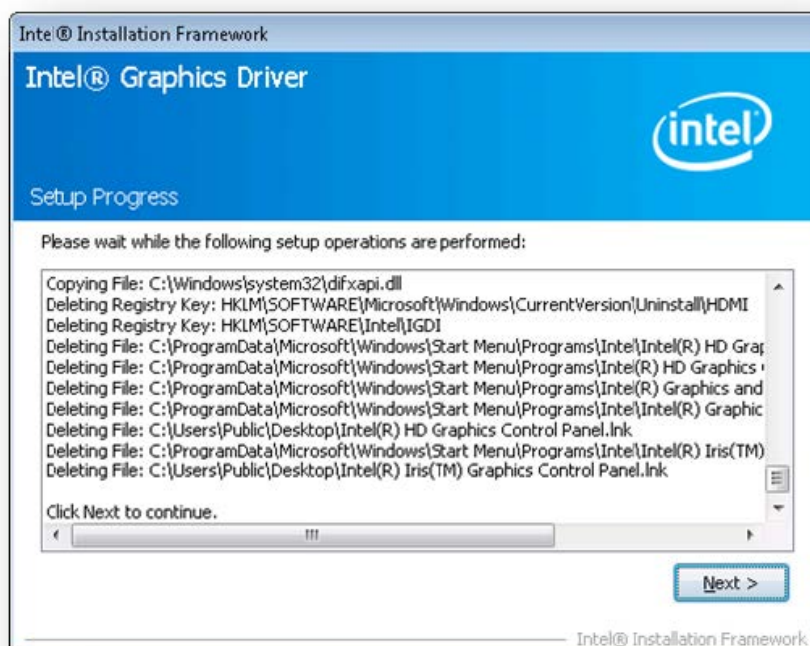 Intel® Installation Framework
Intel® Graphics Driver
intel
Setup Progress
Please wait while the following setup operations are performed:
Copying File: C:\Windows\system32\difxapi.dll
Deleting Registry Key: HKLM\SOFTWARE\Microsoft\Windows\CurrentVersion\Uninstall\HDMI
Deleting Registry Key: HKLM\SOFTWARE\Intel\IGDI
Deleting File: C:\ProgramData\Microsoft\Windows\Start Menu\Programs\Intel\Intel(R) HD Grap
Deleting File: C:\ProgramData\Microsoft\Windows\Start Menu\Programs\Intel(R) HD Graphics
Deleting File: C:\ProgramData\Microsoft\Windows\Start Menu\Programs\Intel(R) Graphics and
Deleting File: C:\ProgramData\Microsoft\Windows\Start Menu\Programs\Intel\Intel(R) Graphic
Deleting File: C:\Users\Public\Desktop\Intel(R) HD Graphics Control Panel.lnk
Deleting File: C:\ProgramData\Microsoft\Windows\Start Menu\Programs\Intel\Intel(R) Iris(TM)
Deleting File: C:\Users\Public\Desktop\Intel(R) Iris(TM) Graphics Control Panel.lnk
Click Next to continue.
Next >
Intel® Installation Framework